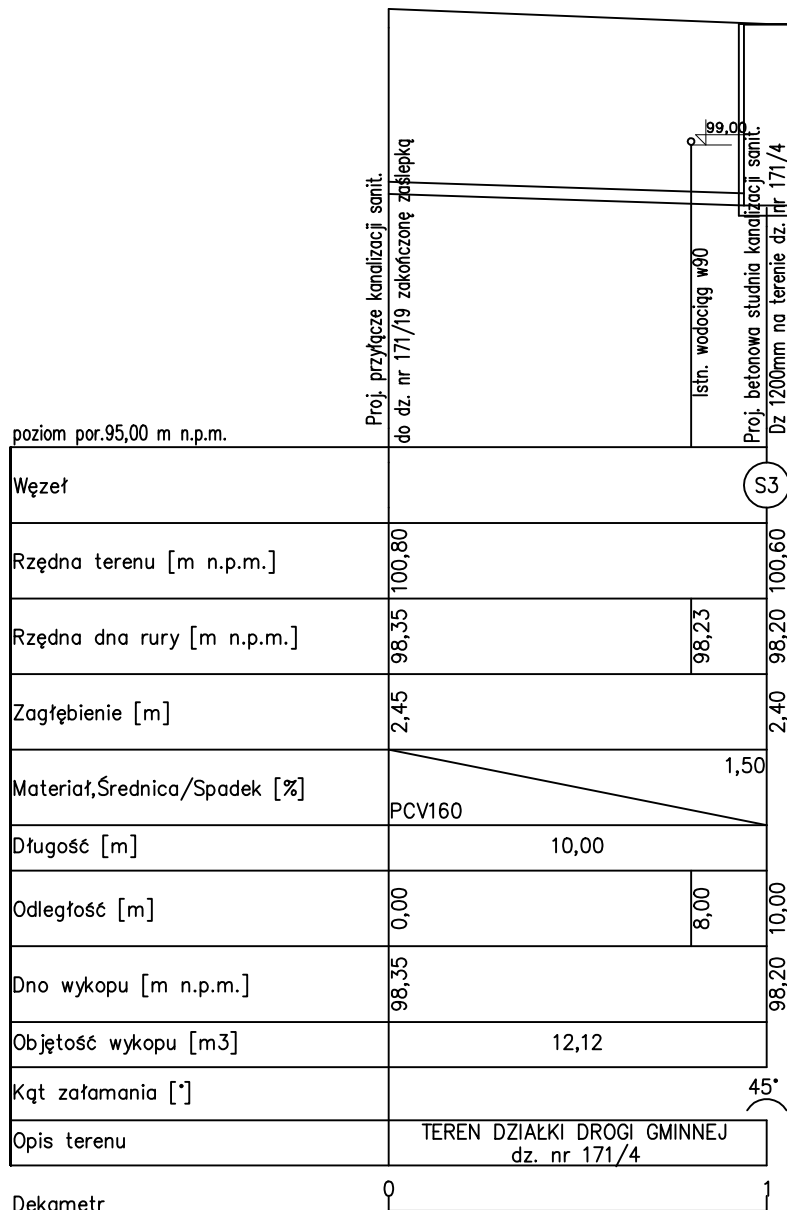 Proj. przyłącze kanalizacji sanit.
do dz. nr 171/19 zakończonę zaślepką
99,00
Istn. wodociąg w90
Proj. betonowa studnia kanalizacji sanit.
Dz 1200mm na terenie dz. nr 171/4
poziom por.95,00 m n.p.m.
Węzeł
S3
Rzędna terenu [m n.p.m.]
100,80
100,60
Rzędna dna rury [m n.p.m.]
98,35
98,23
98,20
Zagłębienie [m]
2,45
2,40
Materiał,Średnica/Spadek [%]
PCV160
1,50
Długość [m]
10,00
Odległość [m]
0,00
8,00
10,00
Dno wykopu [m n.p.m.]
98,35
98,20
Objętość wykopu [m3]
12,12
Kąt załamania [°]
45°
Opis terenu
TEREN DZIAŁKI DROGI GMINNEJ
dz. nr 171/4
Dekametr
0
1